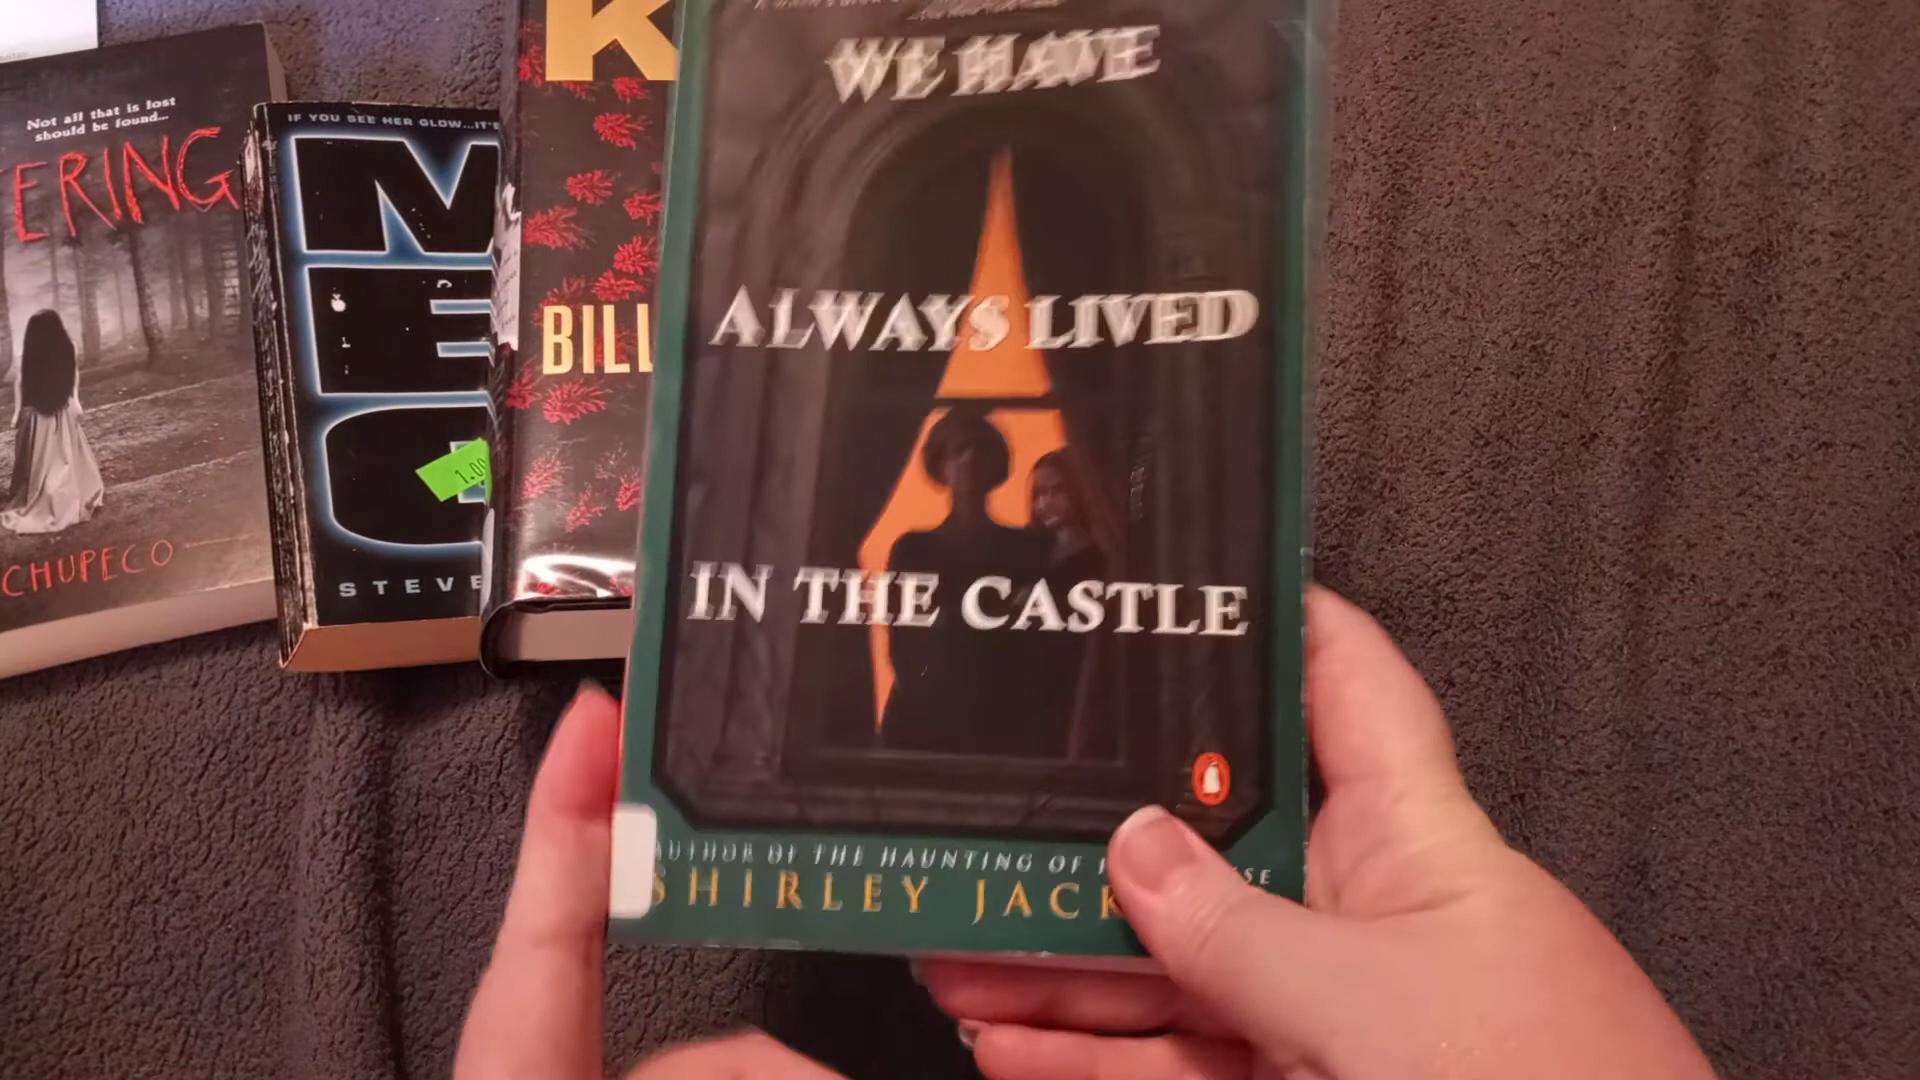 Not all that is lost
should be found...
ERING
CHUPECO
IF YOU SEE HER GLOW...IT'S
ME
STEVE
1.00
K
BILL
WE HAVE
ALWAYS LIVED
IN THE CASTLE
AUTHOR OF THE HAUNTING OF
SHIRLEY JACK